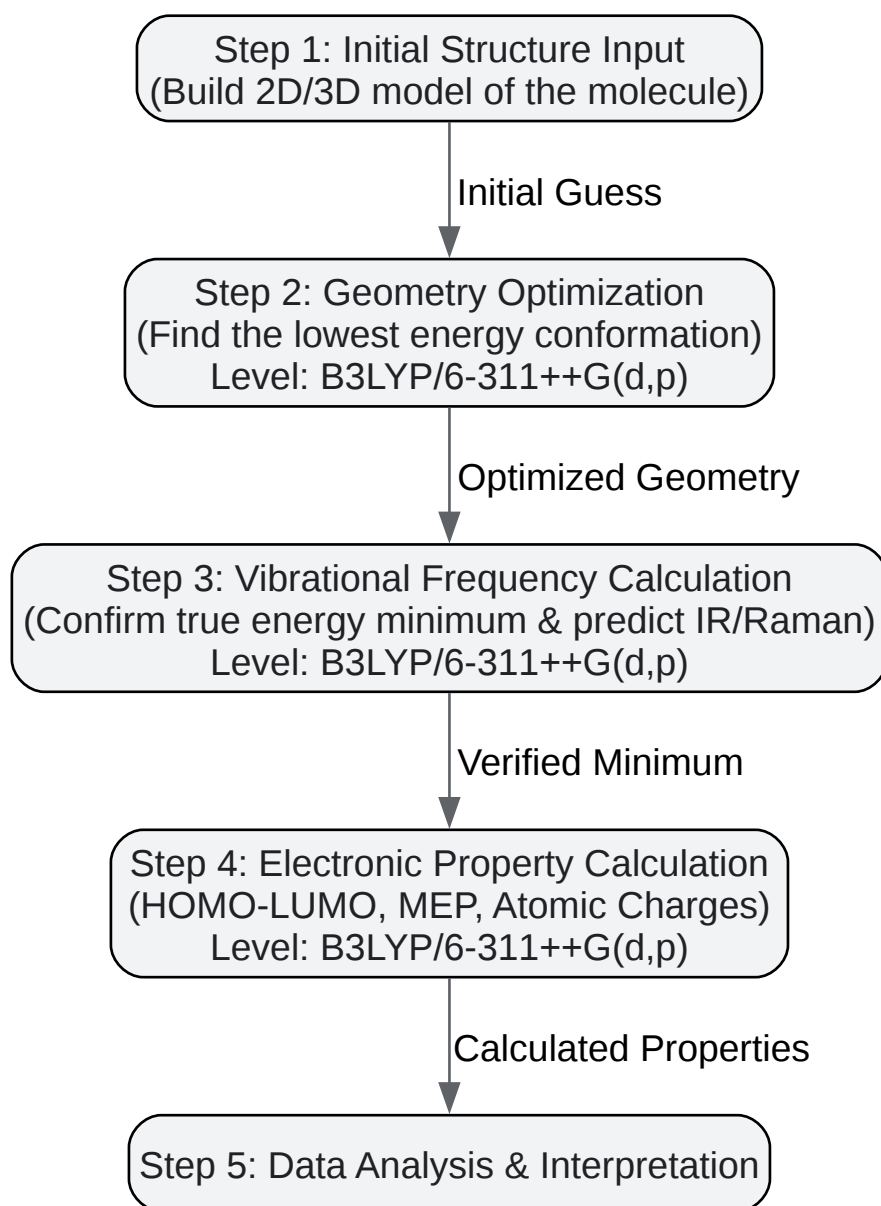 Step 1: Initial Structure Input
(Build 2D/3D model of the molecule)
Initial Guess
Step 2: Geometry Optimization
(Find the lowest energy conformation)
Level: B3LYP/6-311++G(d,p)
Optimized Geometry
Step 3: Vibrational Frequency Calculation
(Confirm true energy minimum & predict IR/Raman)
Level: B3LYP/6-311++G(d,p)
Verified Minimum
Step 4: Electronic Property Calculation
(HOMO-LUMO, MEP, Atomic Charges)
Level: B3LYP/6-311++G(d,p)
Calculated Properties
Step 5: Data Analysis & Interpretation